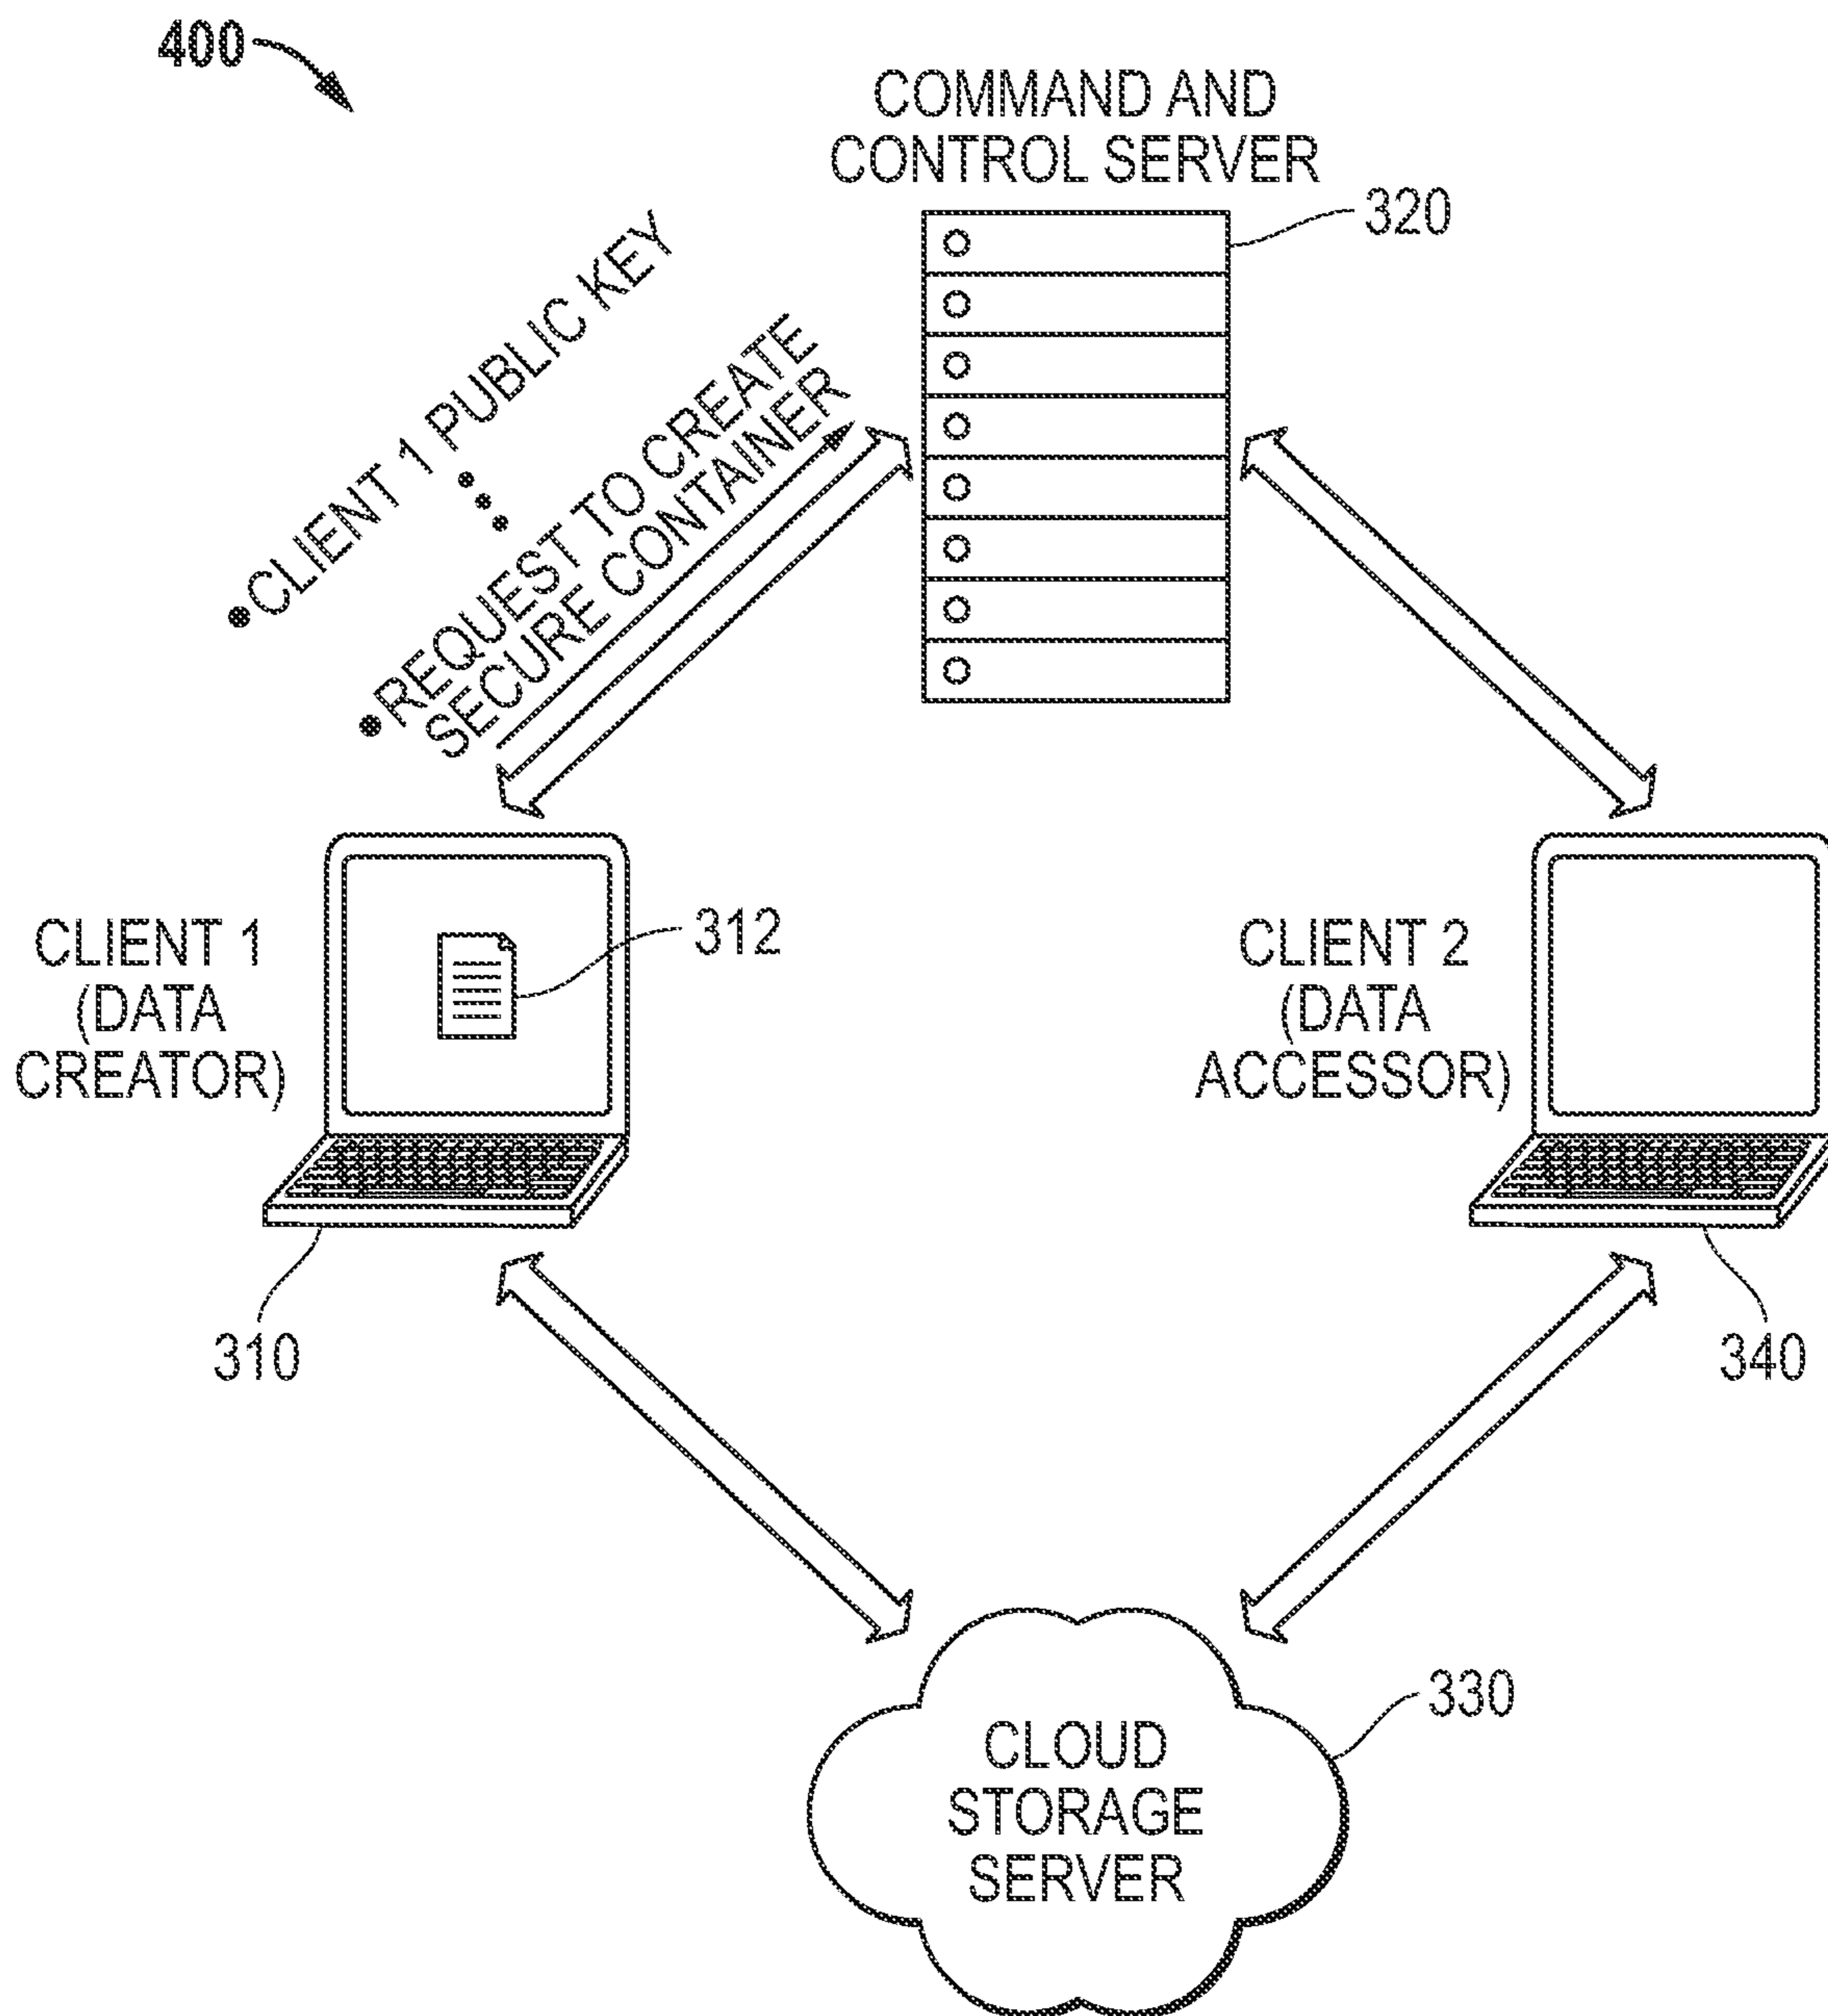 400
COMMAND AND
CONTROL SERVER
320
•CLIENT 1 PUBLIC KEY
•REQUEST TO CREATE
SECURE CONTAINER
CLIENT 1
(DATA
CREATOR)
312
310
CLIENT 2
(DATA
ACCESSOR)
340
CLOUD
STORAGE
SERVER
330